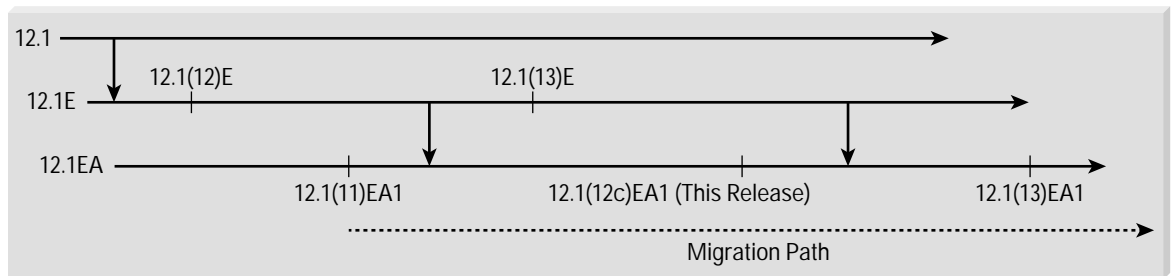 12.1
12.1(12)E
12.1(13)E
12.1E
12.1EA
12.1(11)EA1
12.1(12c)EA1 (This Release)
12.1(13)EA1
Migration Path